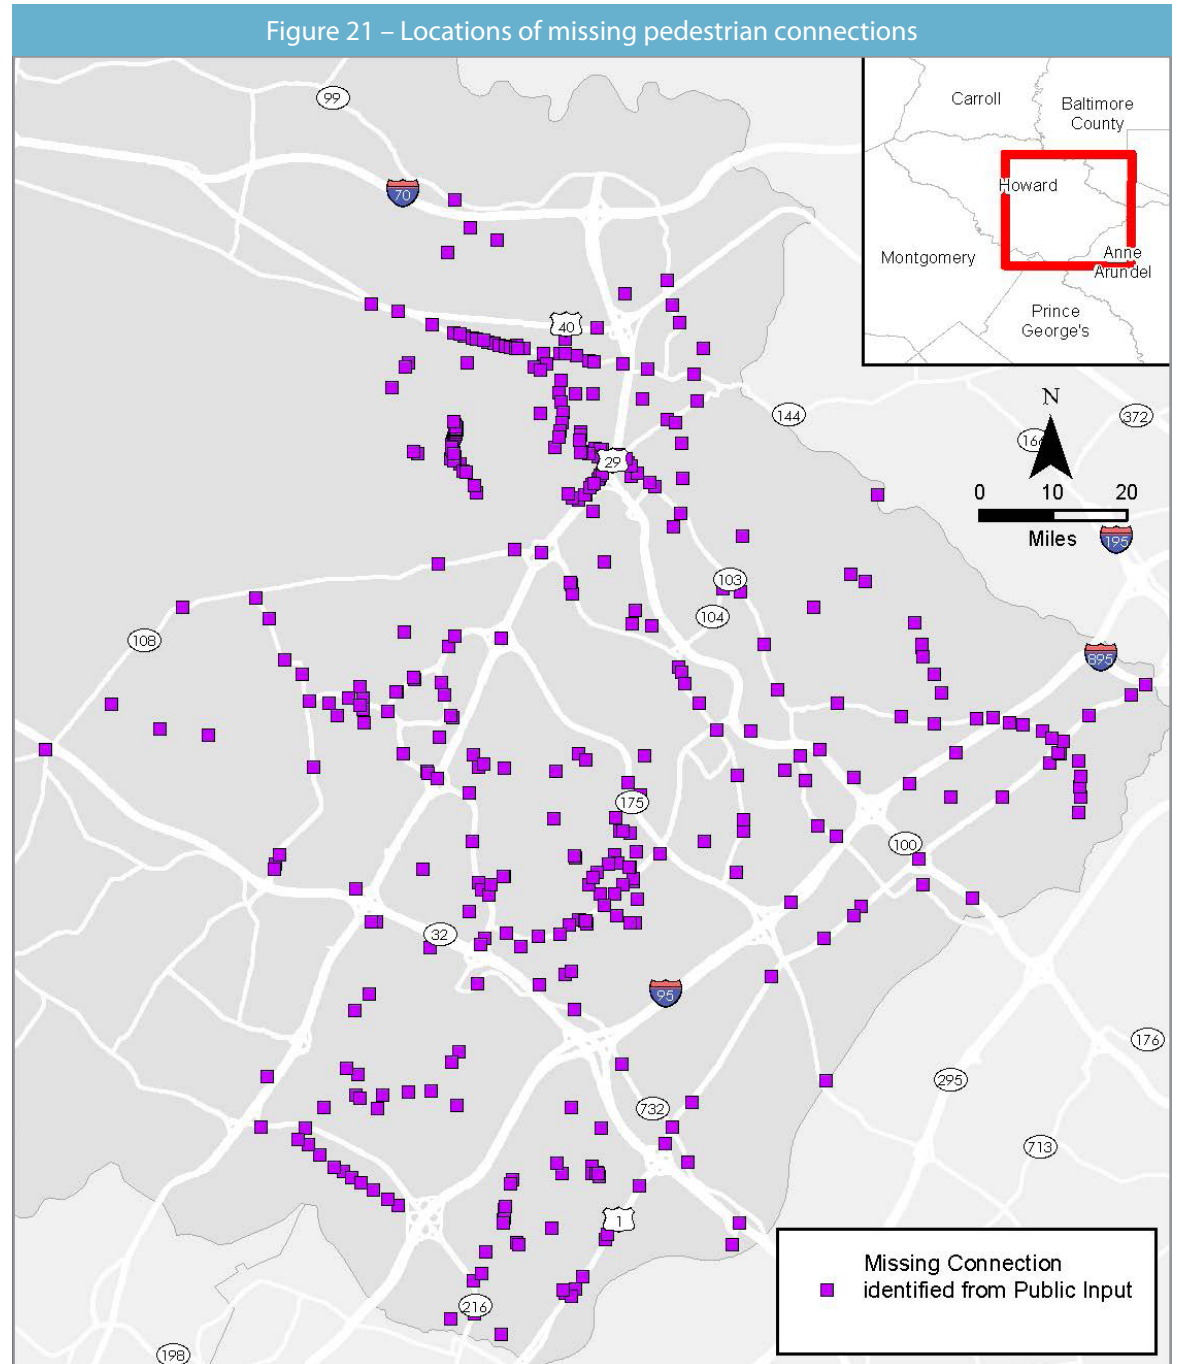 Figure 21 – Locations of missing pedestrian connections
99
Carroll
Baltimore
County
70
Howard
Montgomery
Anne
Arundel
Prince
George's
40
N
144
372
29
0 10 20
Miles
195
103
104
108
895
175
100
32
95
176
295
732
713
1
Missing Connection
identified from Public Input
216
198